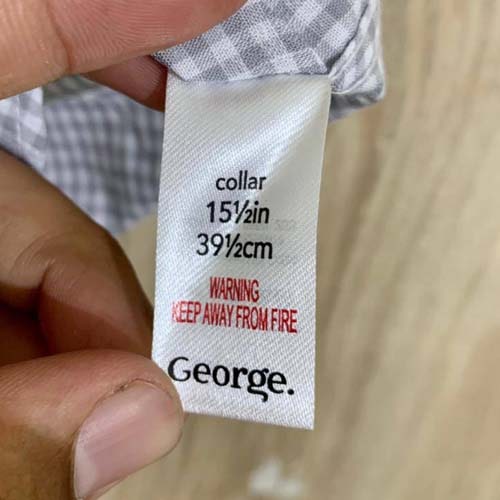 collar
15½in
39½cm
WARNING
KEEP AWAY FROM FIRE
George.